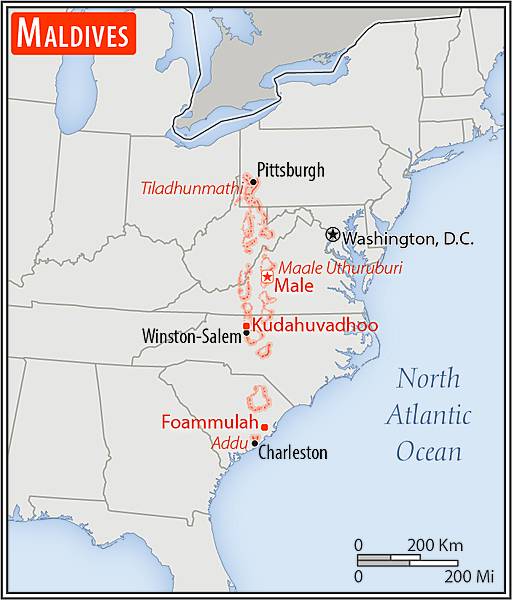 MALDIVES
Pittsburgh
Tiladhunmathi
Washington, D.C.
Maale Uthuruburi
Male
Kudahuvadhoo
Winston-Salem
North
Atlantic
Ocean
Foammulah
Addu
Charleston
0 200 Km
0 200 Mi